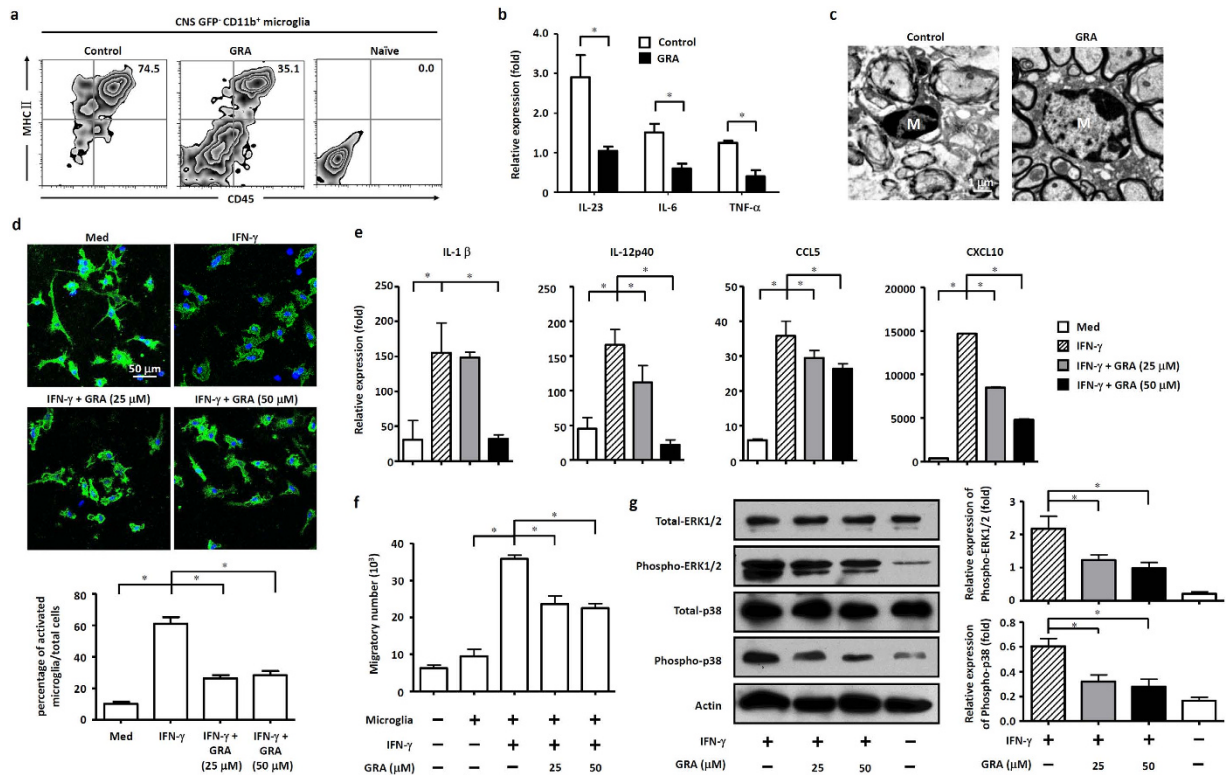 a
CNS GFP⁻ CD11b⁺ microglia
Control GRA Naïve
74.5 35.1 0.0
MHC II
CD45
b
Control
GRA
Relative expression (fold)
4.0
3.0
2.0
1.0
0.0
* * *
IL-23 IL-6 TNF-α
c
Control GRA
M M
1 μm
d
Med IFN-γ
50 μm
IFN-γ + GRA (25 μM) IFN-γ + GRA (50 μM)
percentage of activated
microglia/total cells
100
80
60
40
20
0
* * *
Med IFN-γ IFN-γ + GRA (25 μM) IFN-γ + GRA (50 μM)
e
IL-1 β IL-12p40 CCL5 CXCL10
Relative expression (fold)
250
200
150
100
50
0
* *
250
200
150
100
50
0
* * *
50
40
30
20
10
0
* * *
20000
15000
10000
5000
0
* * *
Med
IFN-γ
IFN-γ + GRA (25 μM)
IFN-γ + GRA (50 μM)
f
Migratory number (10³)
40
30
20
10
0
* * *
Microglia − + + + +
IFN-γ − − + + +
GRA (μM) − − − 25 50
g
Total-ERK1/2
Phospho-ERK1/2
Total-p38
Phospho-p38
Actin
IFN-γ + + + −
GRA (μM) − 25 50 −
Relative expression of
Phospho-ERK1/2 (fold)
3
2
1
0
* *
Relative expression
of Phospho-p38 (fold)
0.8
0.6
0.4
0.2
0.0
* *
IFN-γ + + + −
GRA (μM) − 25 50 −